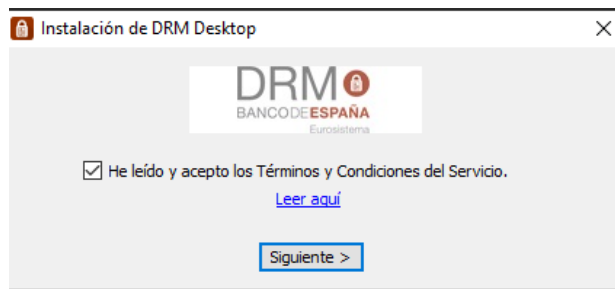 Instalación de DRM Desktop
DRM
BANCODEESPAÑA
Eurosistema
He leído y acepto los Términos y Condiciones del Servicio.
Leer aquí
Siguiente >